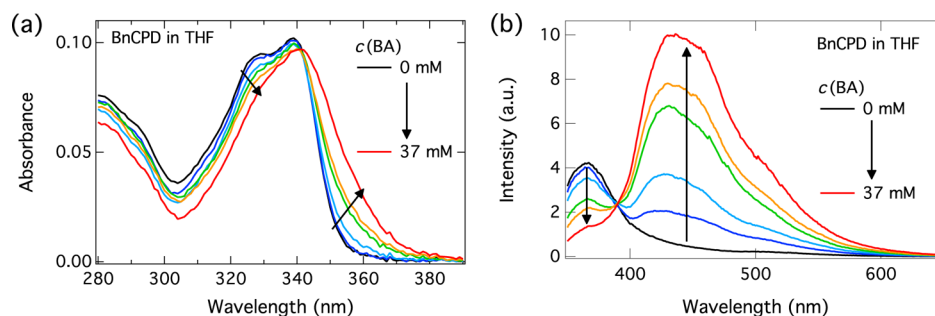 (a)
BnCPD in THF
c(BA)
0 mM
37 mM
Absorbance
0.10
0.05
0.00
280
300
320
340
360
380
Wavelength (nm)
(b)
BnCPD in THF
c(BA)
0 mM
37 mM
Intensity (a.u.)
10
8
6
4
2
0
400
500
600
Wavelength (nm)